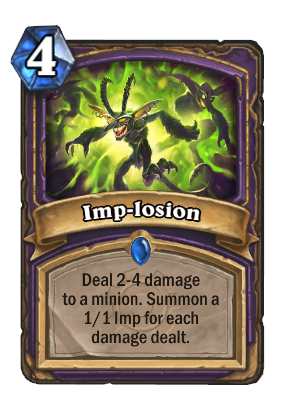 4
Imp-losion
Deal 2-4 damage
to a minion. Summon a
1/1 Imp for each
damage dealt.